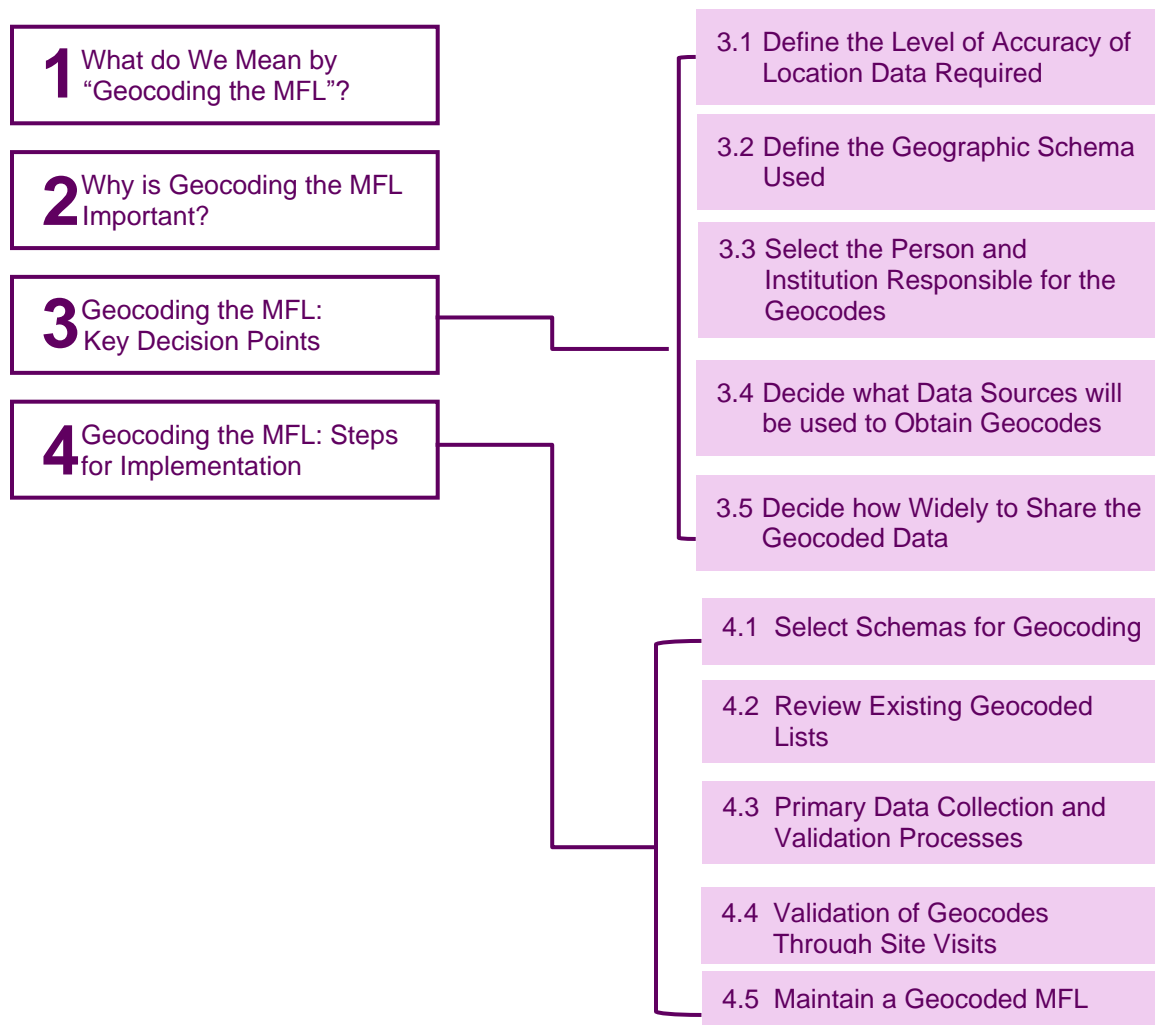 1 What do We Mean by
“Geocoding the MFL”?
2 Why is Geocoding the MFL
Important?
3 Geocoding the MFL:
Key Decision Points
4 Geocoding the MFL: Steps
for Implementation
3.1 Define the Level of Accuracy of
Location Data Required
3.2 Define the Geographic Schema
Used
3.3 Select the Person and
Institution Responsible for the
Geocodes
3.4 Decide what Data Sources will
be used to Obtain Geocodes
3.5 Decide how Widely to Share the
Geocoded Data
4.1 Select Schemas for Geocoding
4.2 Review Existing Geocoded
Lists
4.3 Primary Data Collection and
Validation Processes
4.4 Validation of Geocodes
Through Site Visits
4.5 Maintain a Geocoded MFL